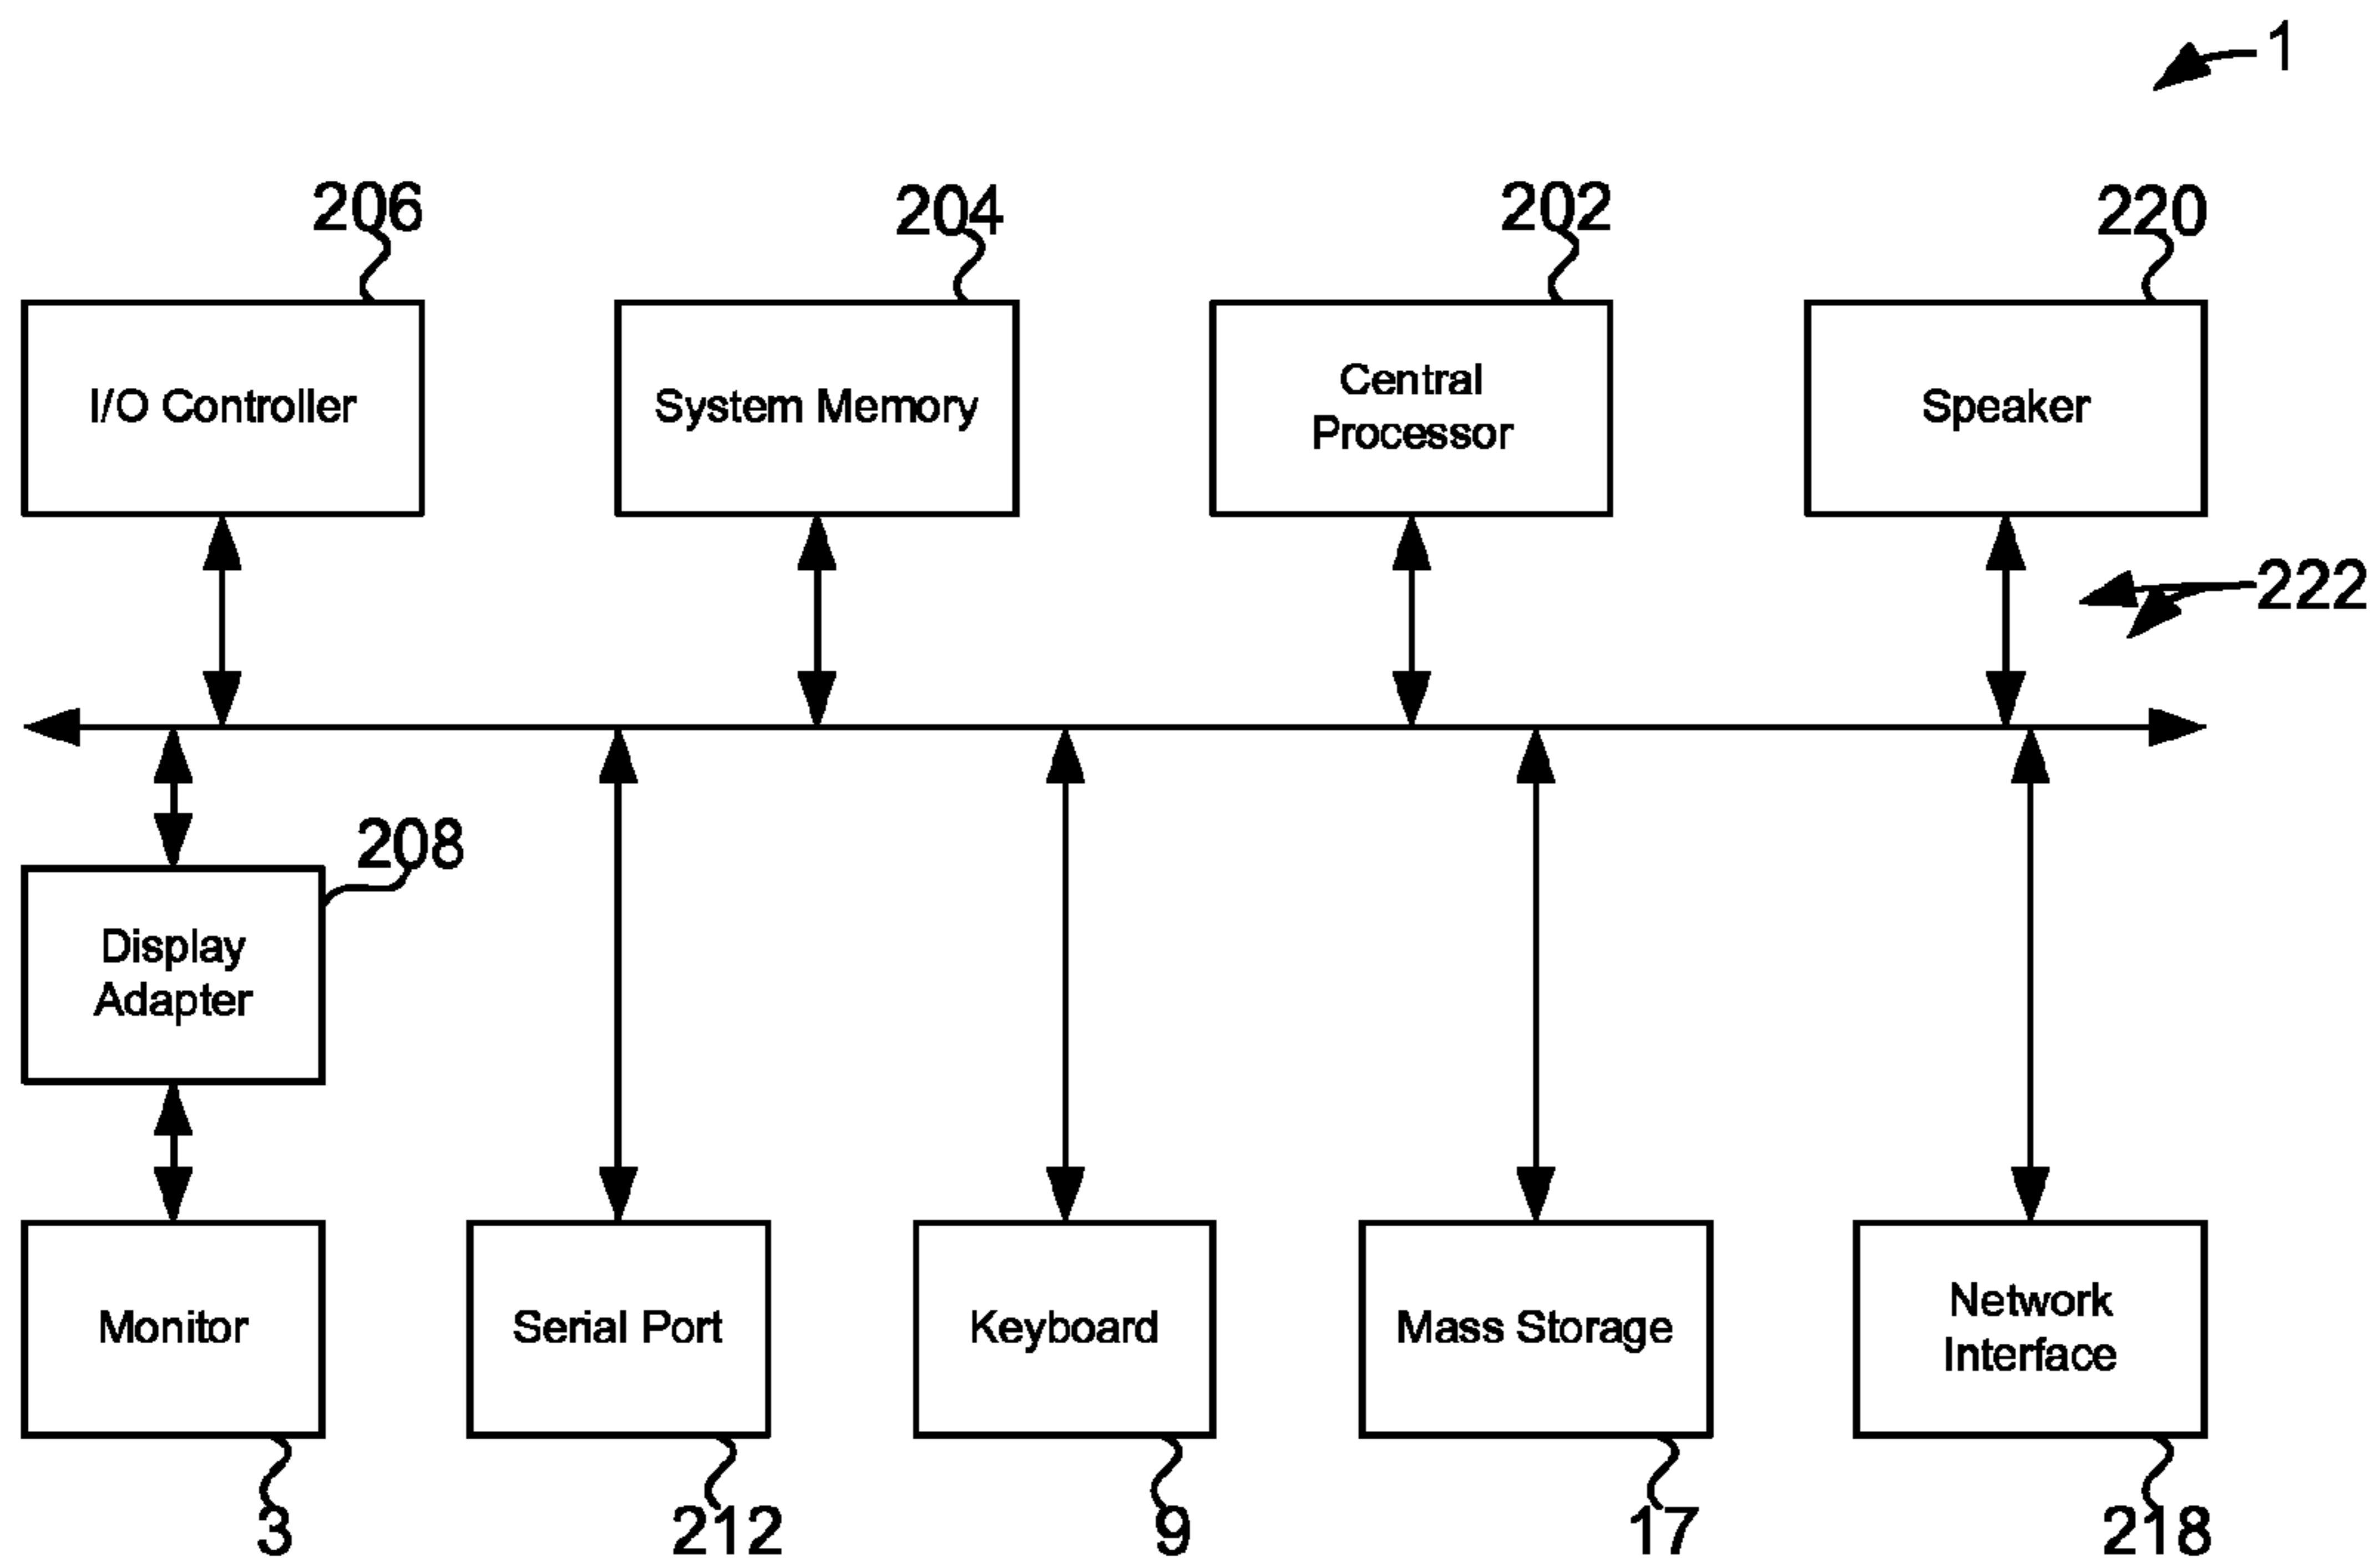 1
206
204
202
220
I/O Controller
System Memory
Central
Processor
Speaker
222
208
Display
Adapter
Monitor
Serial Port
Keyboard
Mass Storage
Network
Interface
3
212
9
17
218